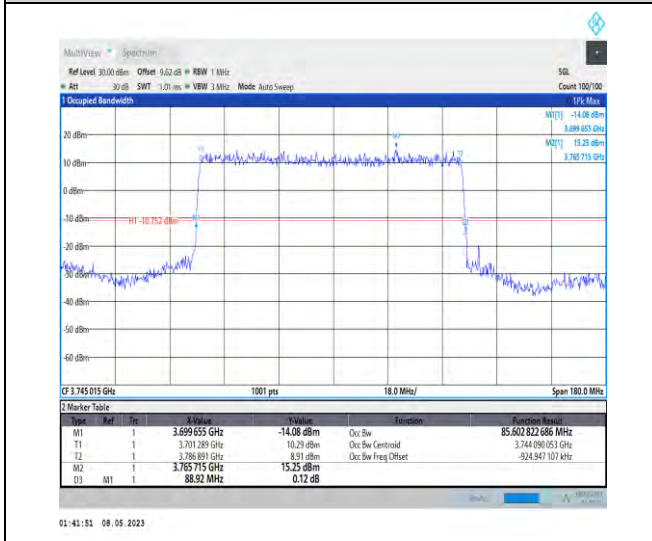 MultiView Spectrum
Ref Level 30.00 dBm Offset 9.62 dB RBW 1 MHz SGL
Att 30 dB SWT 1.01 ms VBW 3 MHz Mode Auto Sweep Count 100/100
1 Occupied Bandwidth 1Pk Max
M1[1] -14.08 dBm
3.699 655 GHz
M2[1] 15.25 dBm
3.765 715 GHz
20 dBm
10 dBm
0 dBm
-10 dBm
H1 -10.752 dBm
-20 dBm
-30 dBm
-40 dBm
-50 dBm
-60 dBm
CF 3.745 015 GHz 1001 pts 18.0 MHz/ Span 180.0 MHz
2 Marker Table
Type Ref Trc X-Value Y-Value Function Function Result
M1 1 3.699 655 GHz -14.08 dBm Occ Bw 85.602 822 686 MHz
T1 1 3.701 289 GHz 10.29 dBm Occ Bw Centroid 3.744 090 053 GHz
T2 1 3.786 891 GHz 8.91 dBm Occ Bw Freq Offset -924.947 107 kHz
M2 1 3.765 715 GHz 15.25 dBm
D3 M1 1 88.92 MHz 0.12 dB
01:41:51 08.05.2023